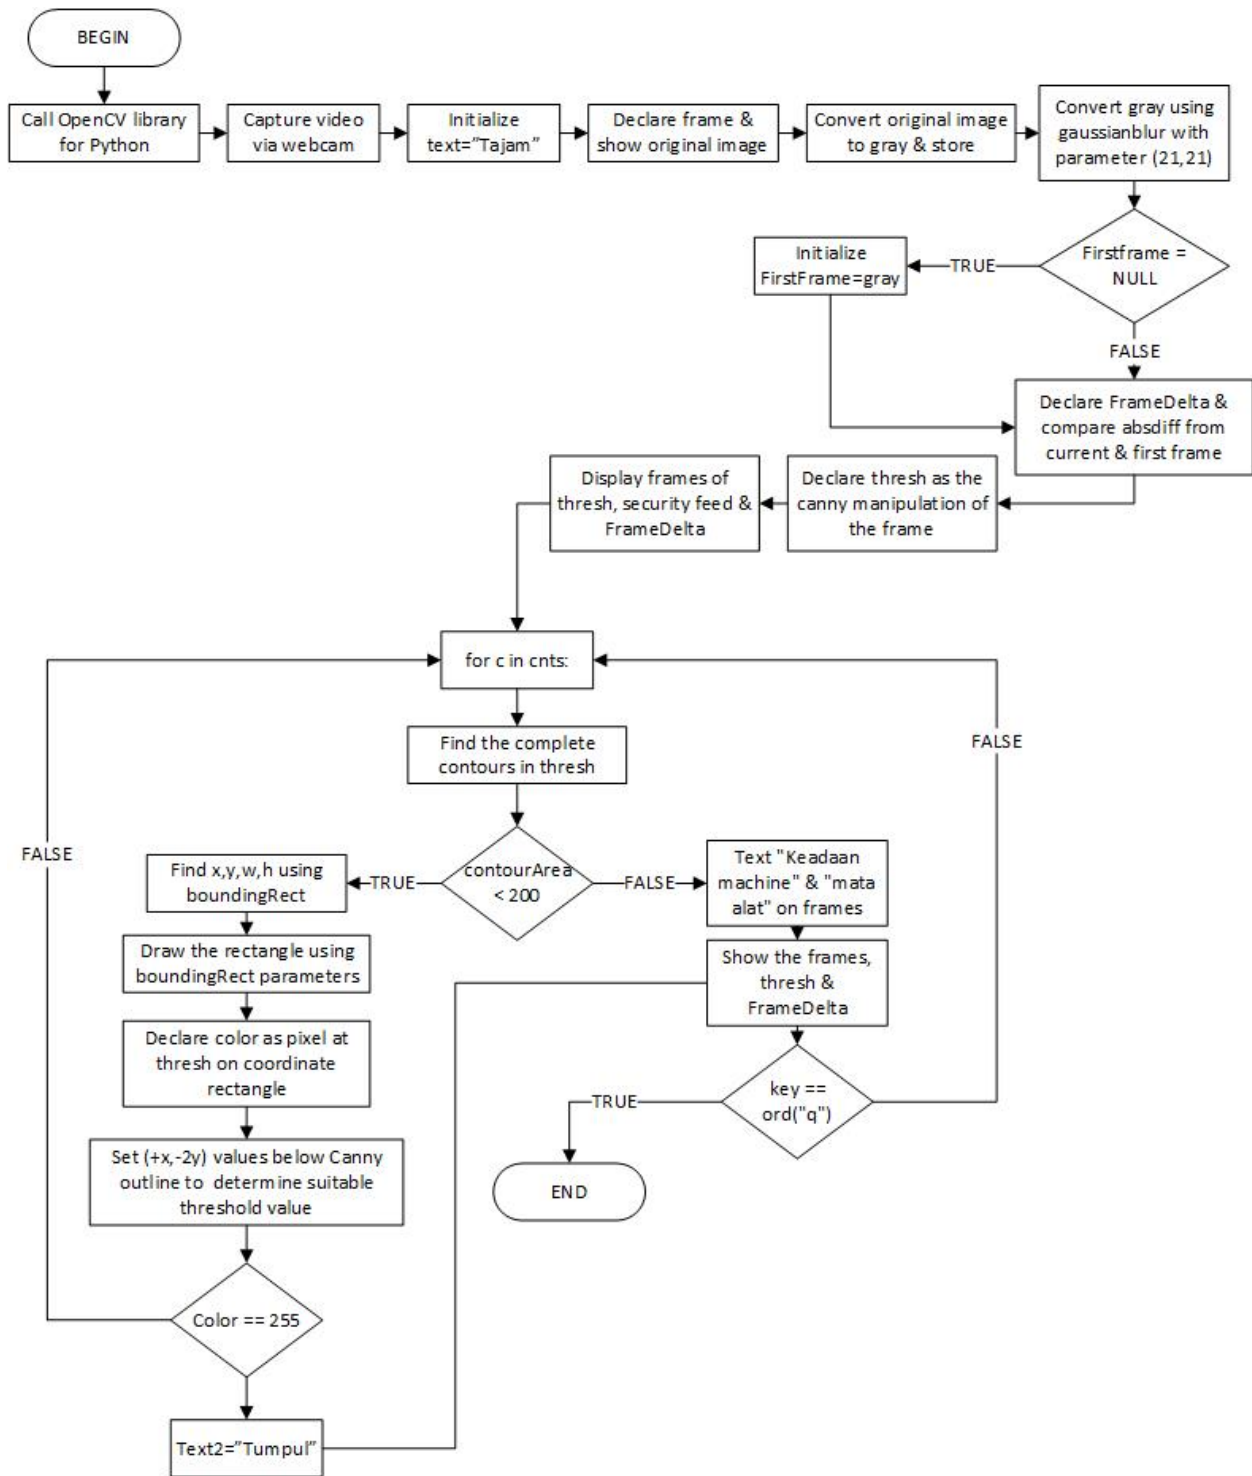 BEGIN
Call OpenCV library
for Python
Capture video
via webcam
Initialize
text="Tajam"
Declare frame &
show original image
Convert original image
to gray & store
Convert gray using
gaussianblur with
parameter (21,21)
Firstframe =
NULL
TRUE
Initialize
FirstFrame=gray
FALSE
Declare FrameDelta &
compare absdiff from
current & first frame
Declare thresh as the
canny manipulation of
the frame
Display frames of
thresh, security feed &
FrameDelta
for c in cnts:
Find the complete
contours in thresh
contourArea
< 200
TRUE
Find x,y,w,h using
boundingRect
Draw the rectangle using
boundingRect parameters
Declare color as pixel at
thresh on coordinate
rectangle
Set (+x,-2y) values below Canny
outline to determine suitable
threshold value
Color == 255
FALSE
Text2="Tumpul"
FALSE
Text "Keadaan
machine" & "mata
alat" on frames
Show the frames,
thresh &
FrameDelta
key ==
ord("q")
FALSE
TRUE
END